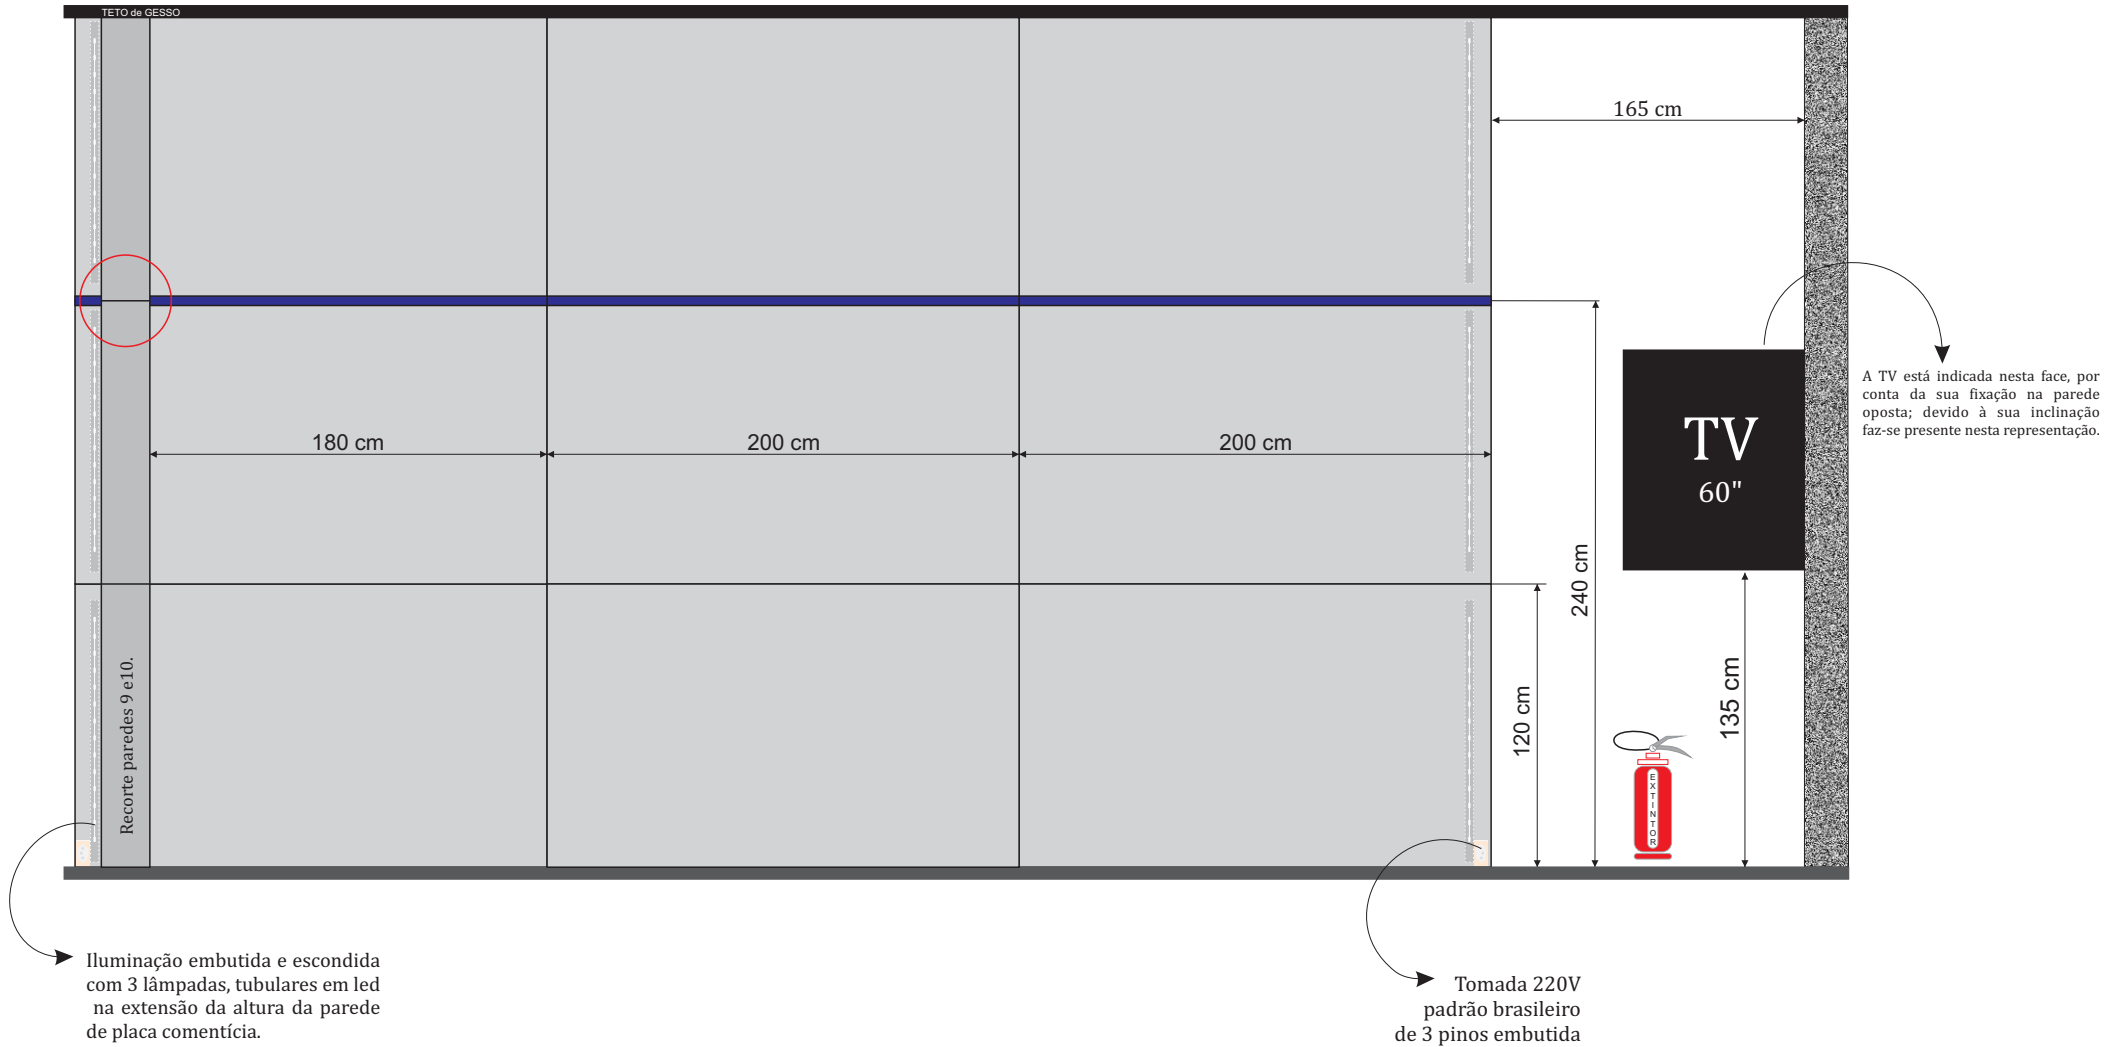 TETO de GESSO
165 cm
A TV está indicada nesta face, por
conta da sua fixação na parede
oposta; devido à sua inclinação
faz-se presente nesta representação.
TV
60"
180 cm
200 cm
200 cm
240 cm
120 cm
135 cm
Recorte paredes 9 e10.
EXTINTOR
Iluminação embutida e escondida
com 3 lâmpadas, tubulares em led
na extensão da altura da parede
de placa comentícia.
Tomada 220V
padrão brasileiro
de 3 pinos embutida